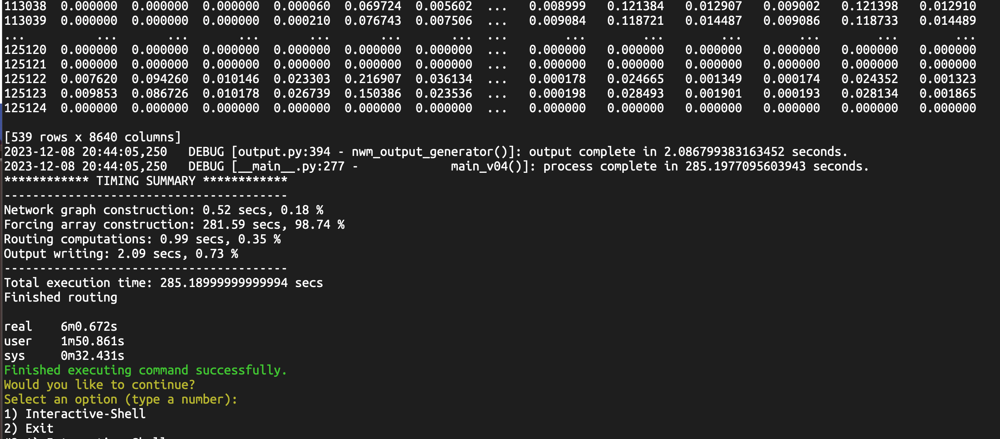 113038  0.000000  0.000000  0.000000  0.000060  0.069724  0.005602  ...   0.008999   0.121384   0.012907   0.009002   0.121398   0.012910
113039  0.000000  0.000000  0.000000  0.000210  0.076743  0.007506  ...   0.009084   0.118721   0.014487   0.009086   0.118733   0.014489
...          ...       ...       ...       ...       ...       ...  ...        ...        ...        ...        ...        ...        ...
125120  0.000000  0.000000  0.000000  0.000000  0.000000  0.000000  ...   0.000000   0.000000   0.000000   0.000000   0.000000   0.000000
125121  0.000000  0.000000  0.000000  0.000000  0.000000  0.000000  ...   0.000000   0.000000   0.000000   0.000000   0.000000   0.000000
125122  0.007620  0.094260  0.010146  0.023303  0.216907  0.036134  ...   0.000178   0.024665   0.001349   0.000174   0.024352   0.001323
125123  0.009853  0.086726  0.010178  0.026739  0.150386  0.023536  ...   0.000198   0.028493   0.001901   0.000193   0.028134   0.001865
125124  0.000000  0.000000  0.000000  0.000000  0.000000  0.000000  ...   0.000000   0.000000   0.000000   0.000000   0.000000   0.000000
[539 rows x 8640 columns]
2023-12-08 20:44:05,250   DEBUG [output.py:394 - nwm_output_generator()]: output complete in 2.086799383163452 seconds.
2023-12-08 20:44:05,250   DEBUG [__main__.py:277 -             main_v04()]: process complete in 285.1977095603943 seconds.
************ TIMING SUMMARY ************
----------------------------------------
Network graph construction: 0.52 secs, 0.18 %
Forcing array construction: 281.59 secs, 98.74 %
Routing computations: 0.99 secs, 0.35 %
Output writing: 2.09 secs, 0.73 %
----------------------------------------
Total execution time: 285.18999999999994 secs
Finished routing
real    6m0.672s
user    1m50.861s
sys     0m32.431s
Finished executing command successfully.
Would you like to continue?
Select an option (type a number):
1) Interactive-Shell
2) Exit